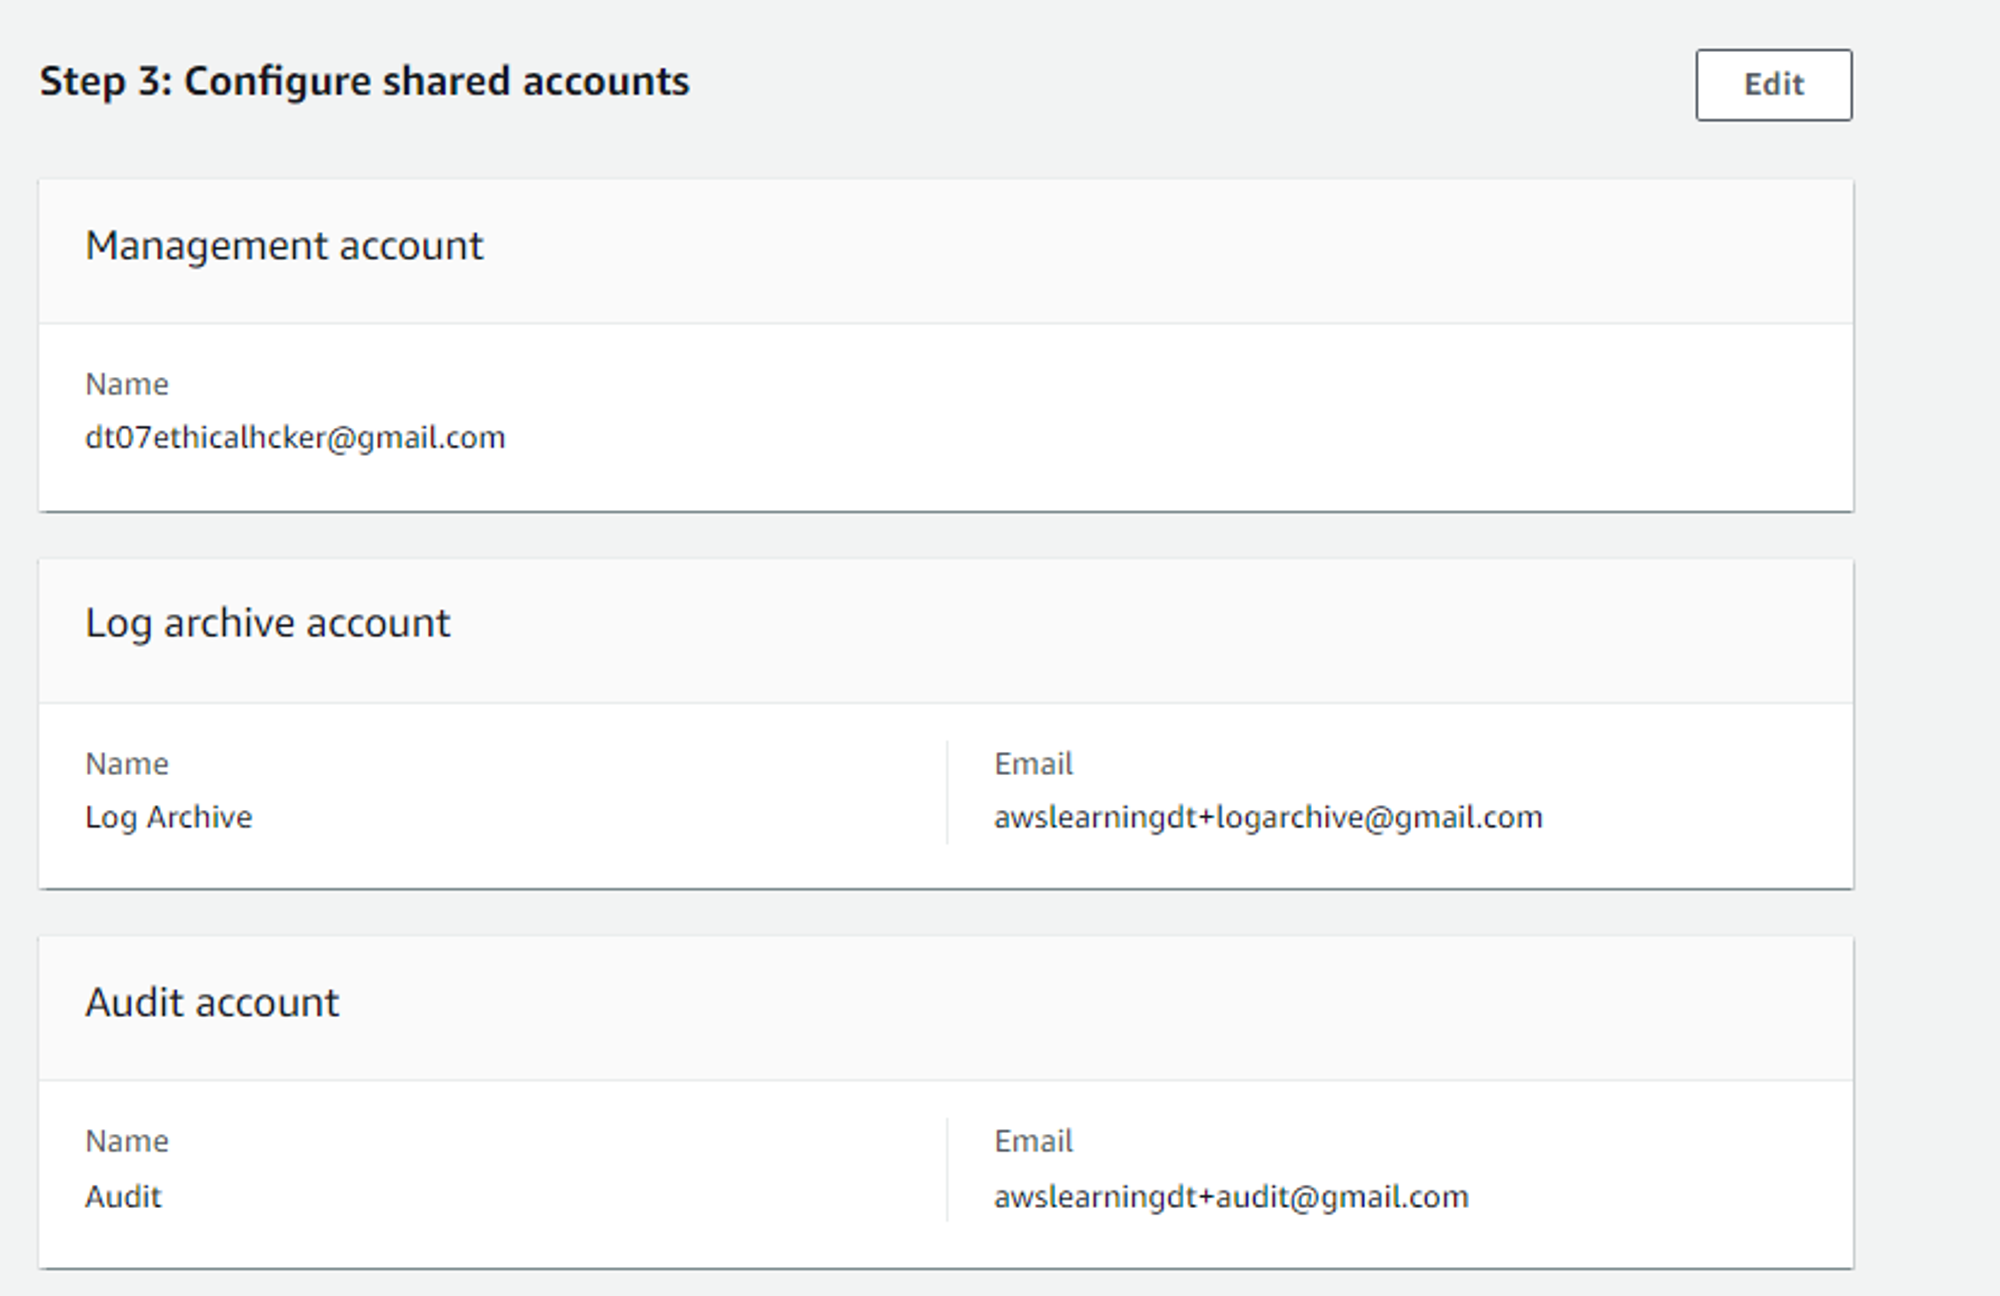 Step 3: Configure shared accounts
Edit
Management account
Name
dt07ethicalhcker@gmail.com
Log archive account
Name
Email
Log Archive
awslearningdt+logarchive@gmail.com
Audit account
Name
Email
Audit
awslearningdt+audit@gmail.com